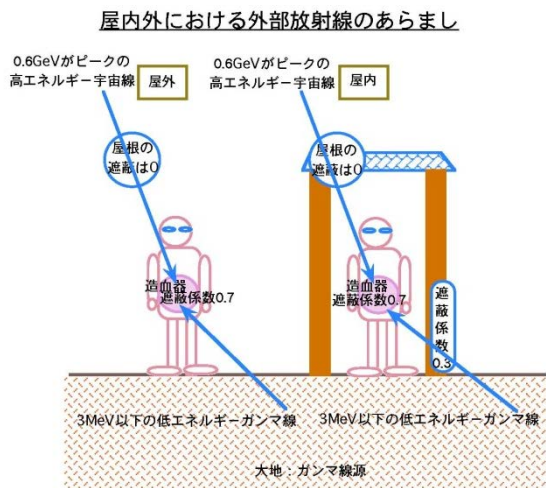 屋内外における外部放射線のあらまし
0.6GeVがピークの
高エネルギー宇宙線
屋外
0.6GeVがピークの
高エネルギー宇宙線
屋内
屋根の
遮蔽は0
屋根の
遮蔽は0
造血器
遮蔽係数0.7
造血器
遮蔽係数0.7
遮
蔽
係
数
0.3
3MeV以下の低エネルギーガンマ線
3MeV以下の低エネルギーガンマ線
大地：ガンマ線源